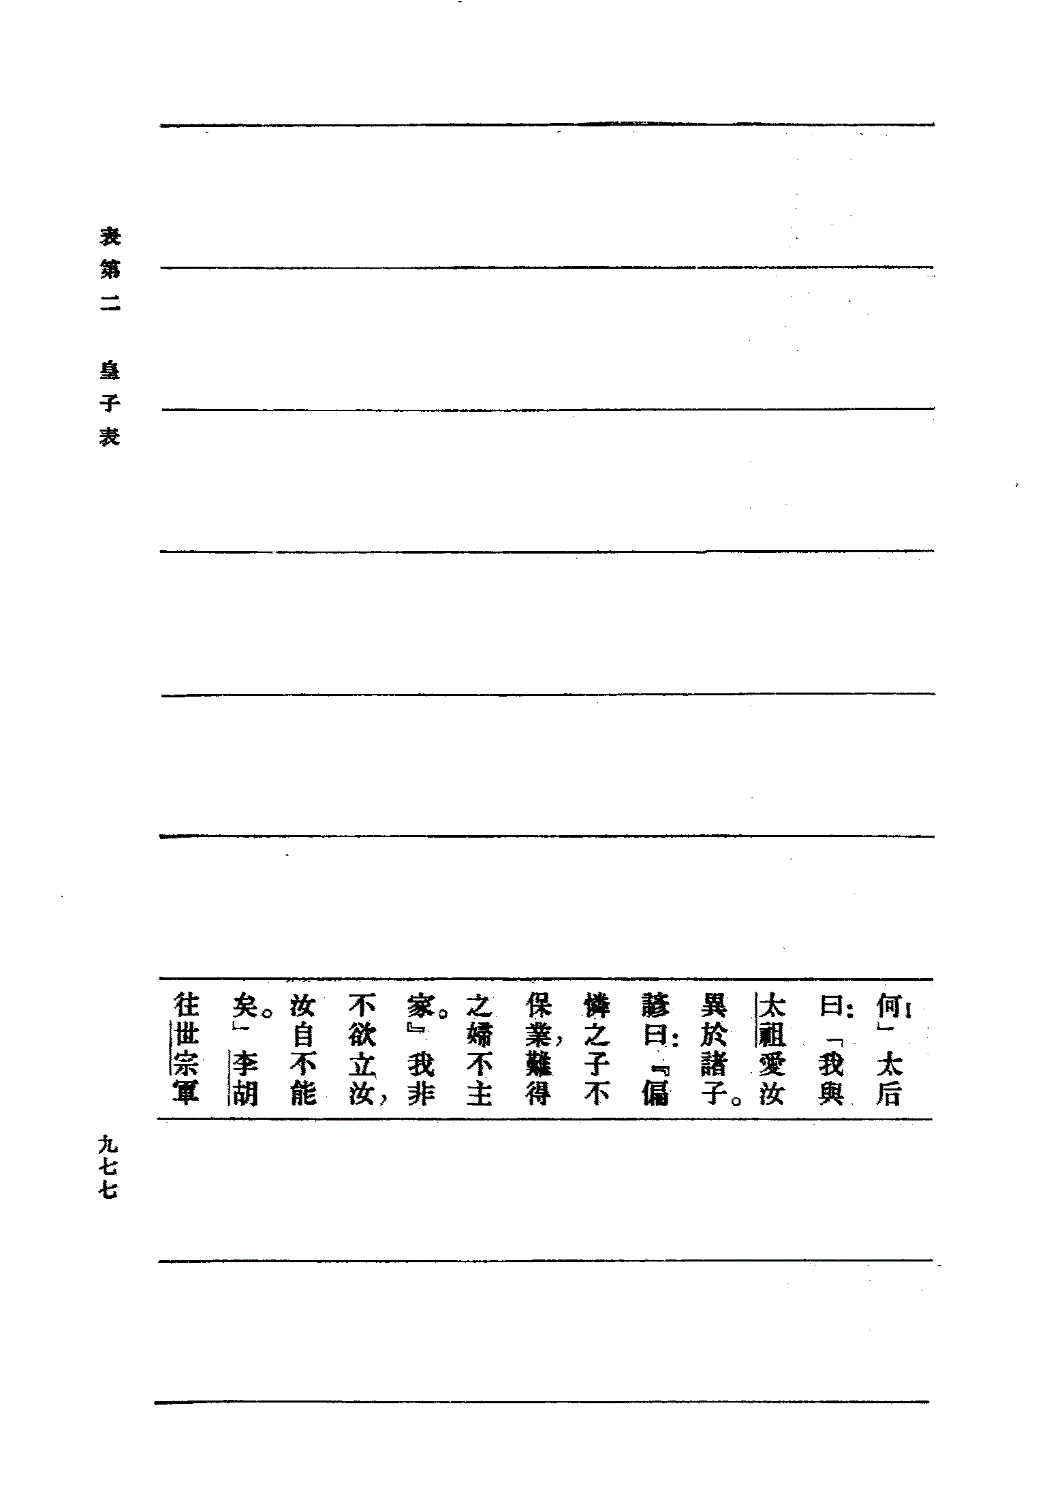 何！」太后
曰：「我與
太祖愛汝
異於諸子。
諺曰：『偏
憐之子不
保業，難得
之婦不主
家。』我非
不欲立汝，
汝自不能
矣。」李胡
往世宗軍
表第二　皇子表
九七七